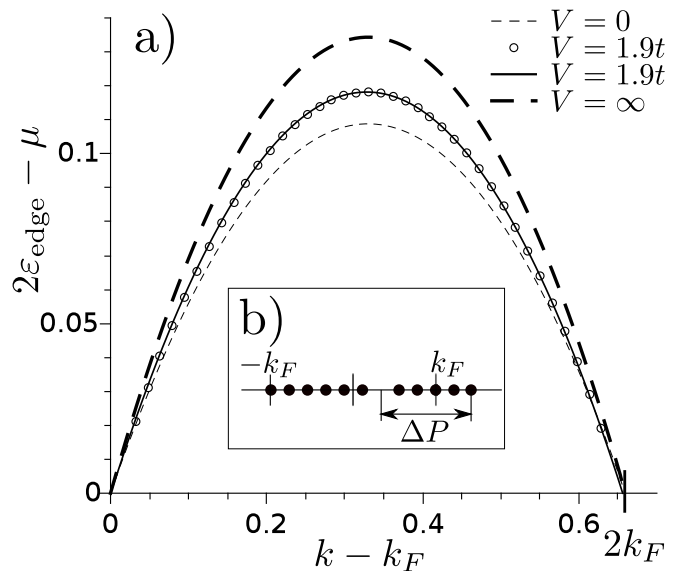 a)
V = 0
V = 1.9t
V = 1.9t
V = ∞
2ε_edge − μ
0.1
0.05
0
b)
−k_F
k_F
ΔP
0
0.2
0.4
0.6
2k_F
k − k_F